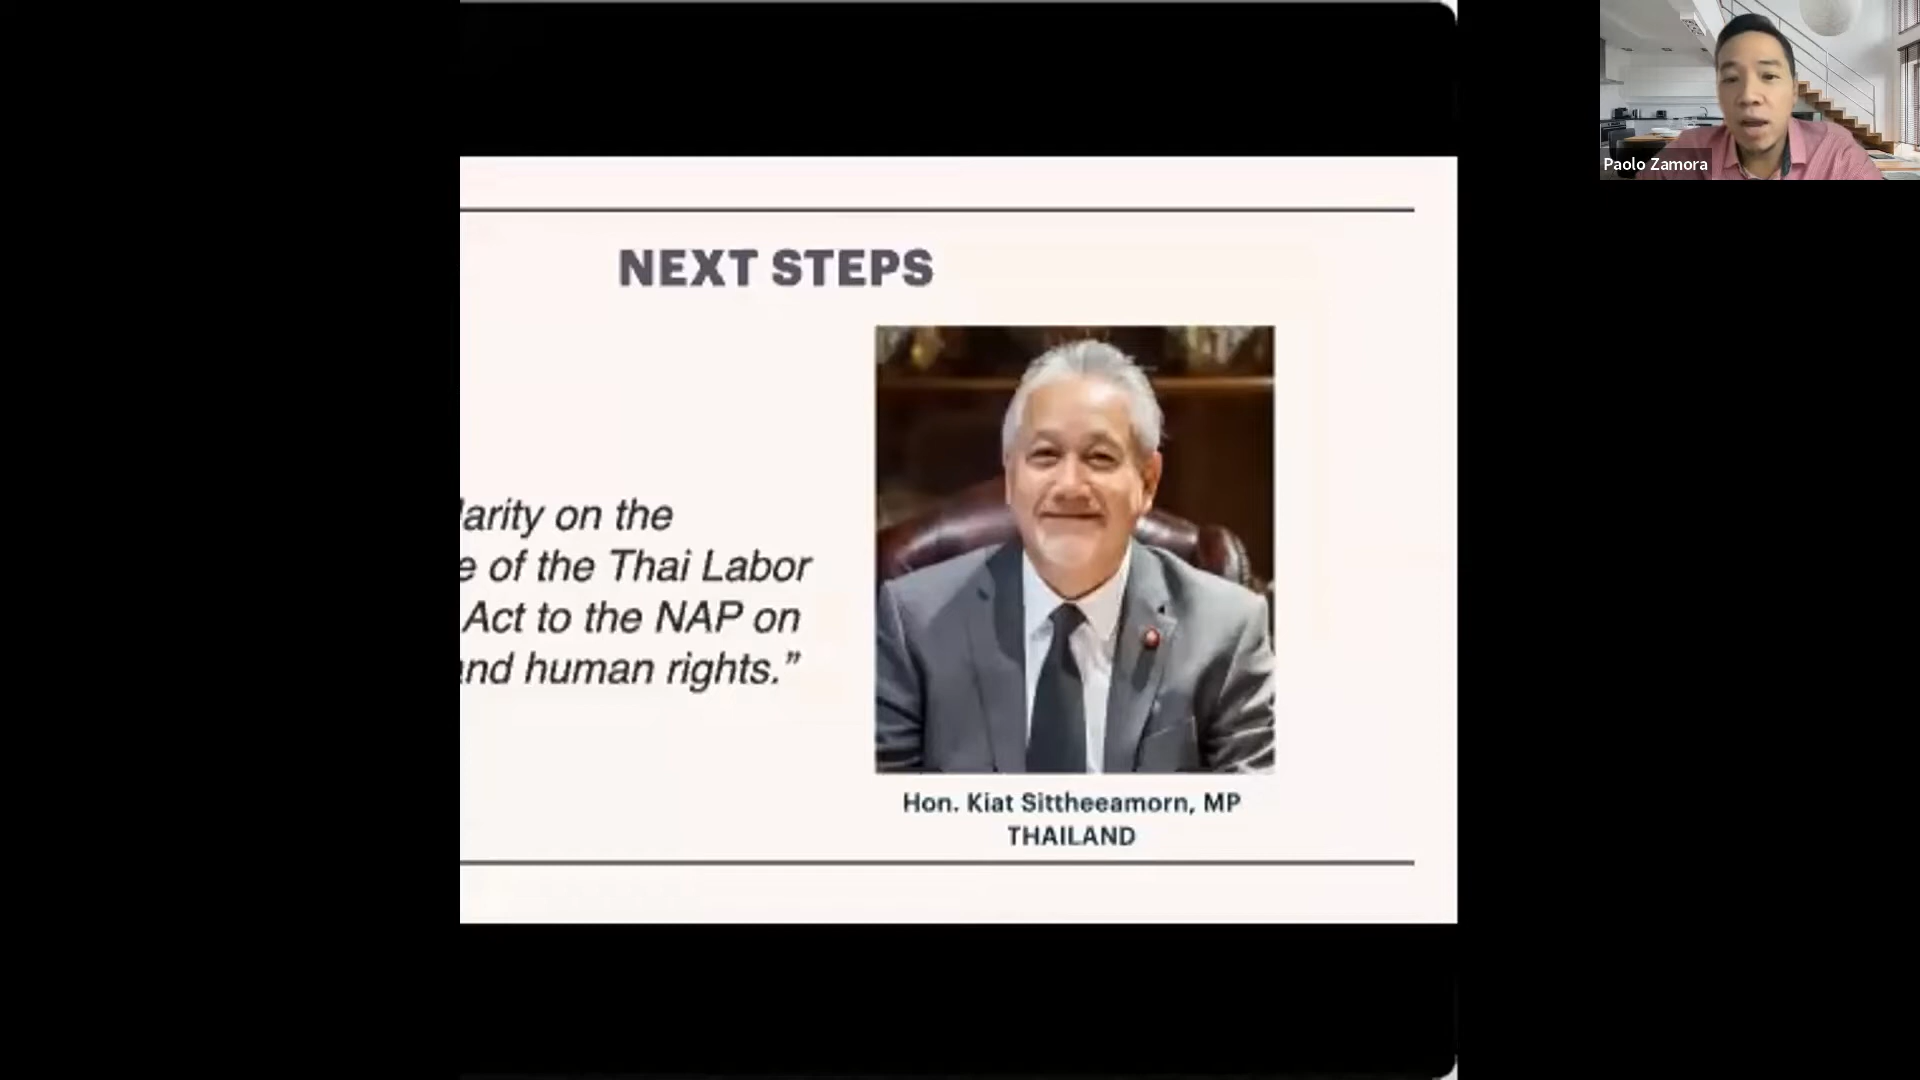 Paolo Zamora
NEXT STEPS
larity on the
e of the Thai Labor
Act to the NAP on
and human rights.”
Hon. Kiat Sittheeamorn, MP
THAILAND